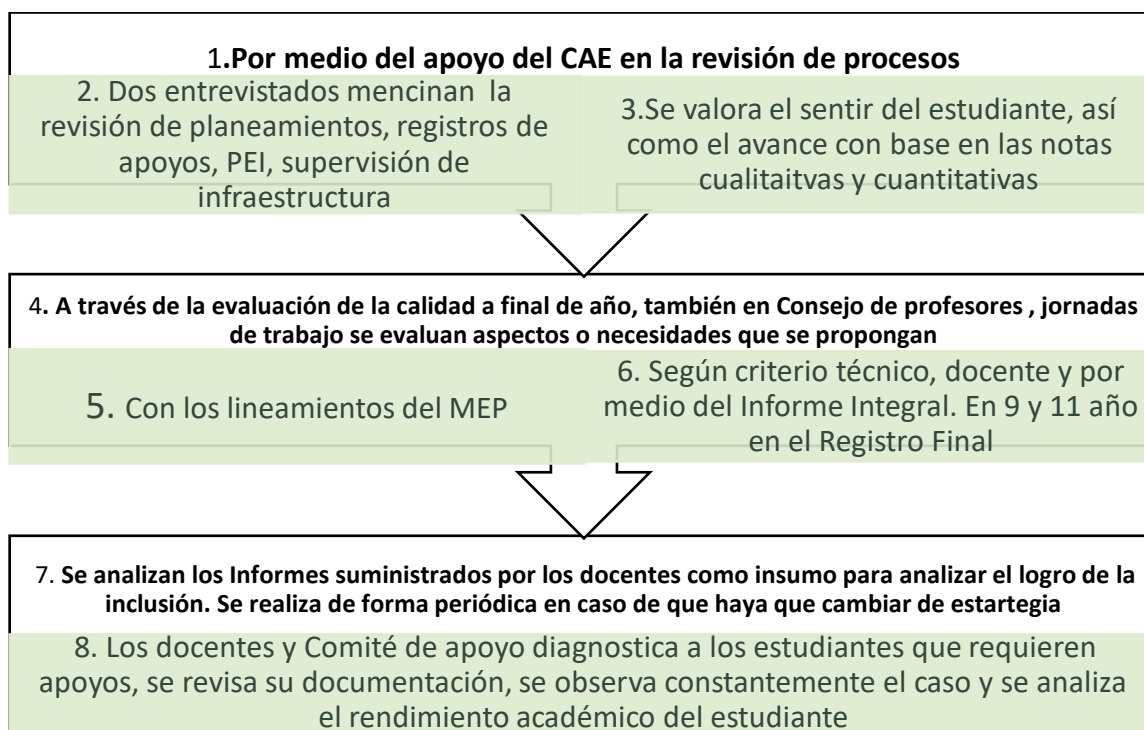 1.Por medio del apoyo del CAE en la revisión de procesos
2. Dos entrevistados mencinan la
revisión de planeamientos, registros de
apoyos, PEI, supervisión de
infraestructura
3.Se valora el sentir del estudiante, así
como el avance con base en las notas
cualitaitvas y cuantitativas
4. A través de la evaluación de la calidad a final de año, también en Consejo de profesores , jornadas
de trabajo se evaluan aspectos o necesidades que se propongan
5. Con los lineamientos del MEP
6. Según criterio técnico, docente y por
medio del Informe Integral. En 9 y 11 año
en el Registro Final
7. Se analizan los Informes suministrados por los docentes como insumo para analizar el logro de la
inclusión. Se realiza de forma periódica en caso de que haya que cambiar de estartegia
8. Los docentes y Comité de apoyo diagnostica a los estudiantes que requieren
apoyos, se revisa su documentación, se observa constantemente el caso y se analiza
el rendimiento académico del estudiante